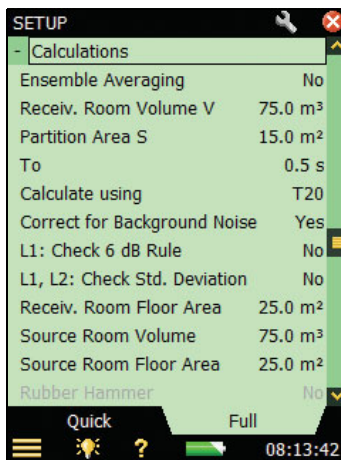 SETUP
- Calculations
Ensemble Averaging No
Receiv. Room Volume V 75.0 m³
Partition Area S 15.0 m²
To 0.5 s
Calculate using T20
Correct for Background Noise Yes
L1: Check 6 dB Rule No
L1, L2: Check Std. Deviation No
Receiv. Room Floor Area 25.0 m²
Source Room Volume 75.0 m³
Source Room Floor Area 25.0 m²
Rubber Hammer No
Quick Full
? 08:13:42